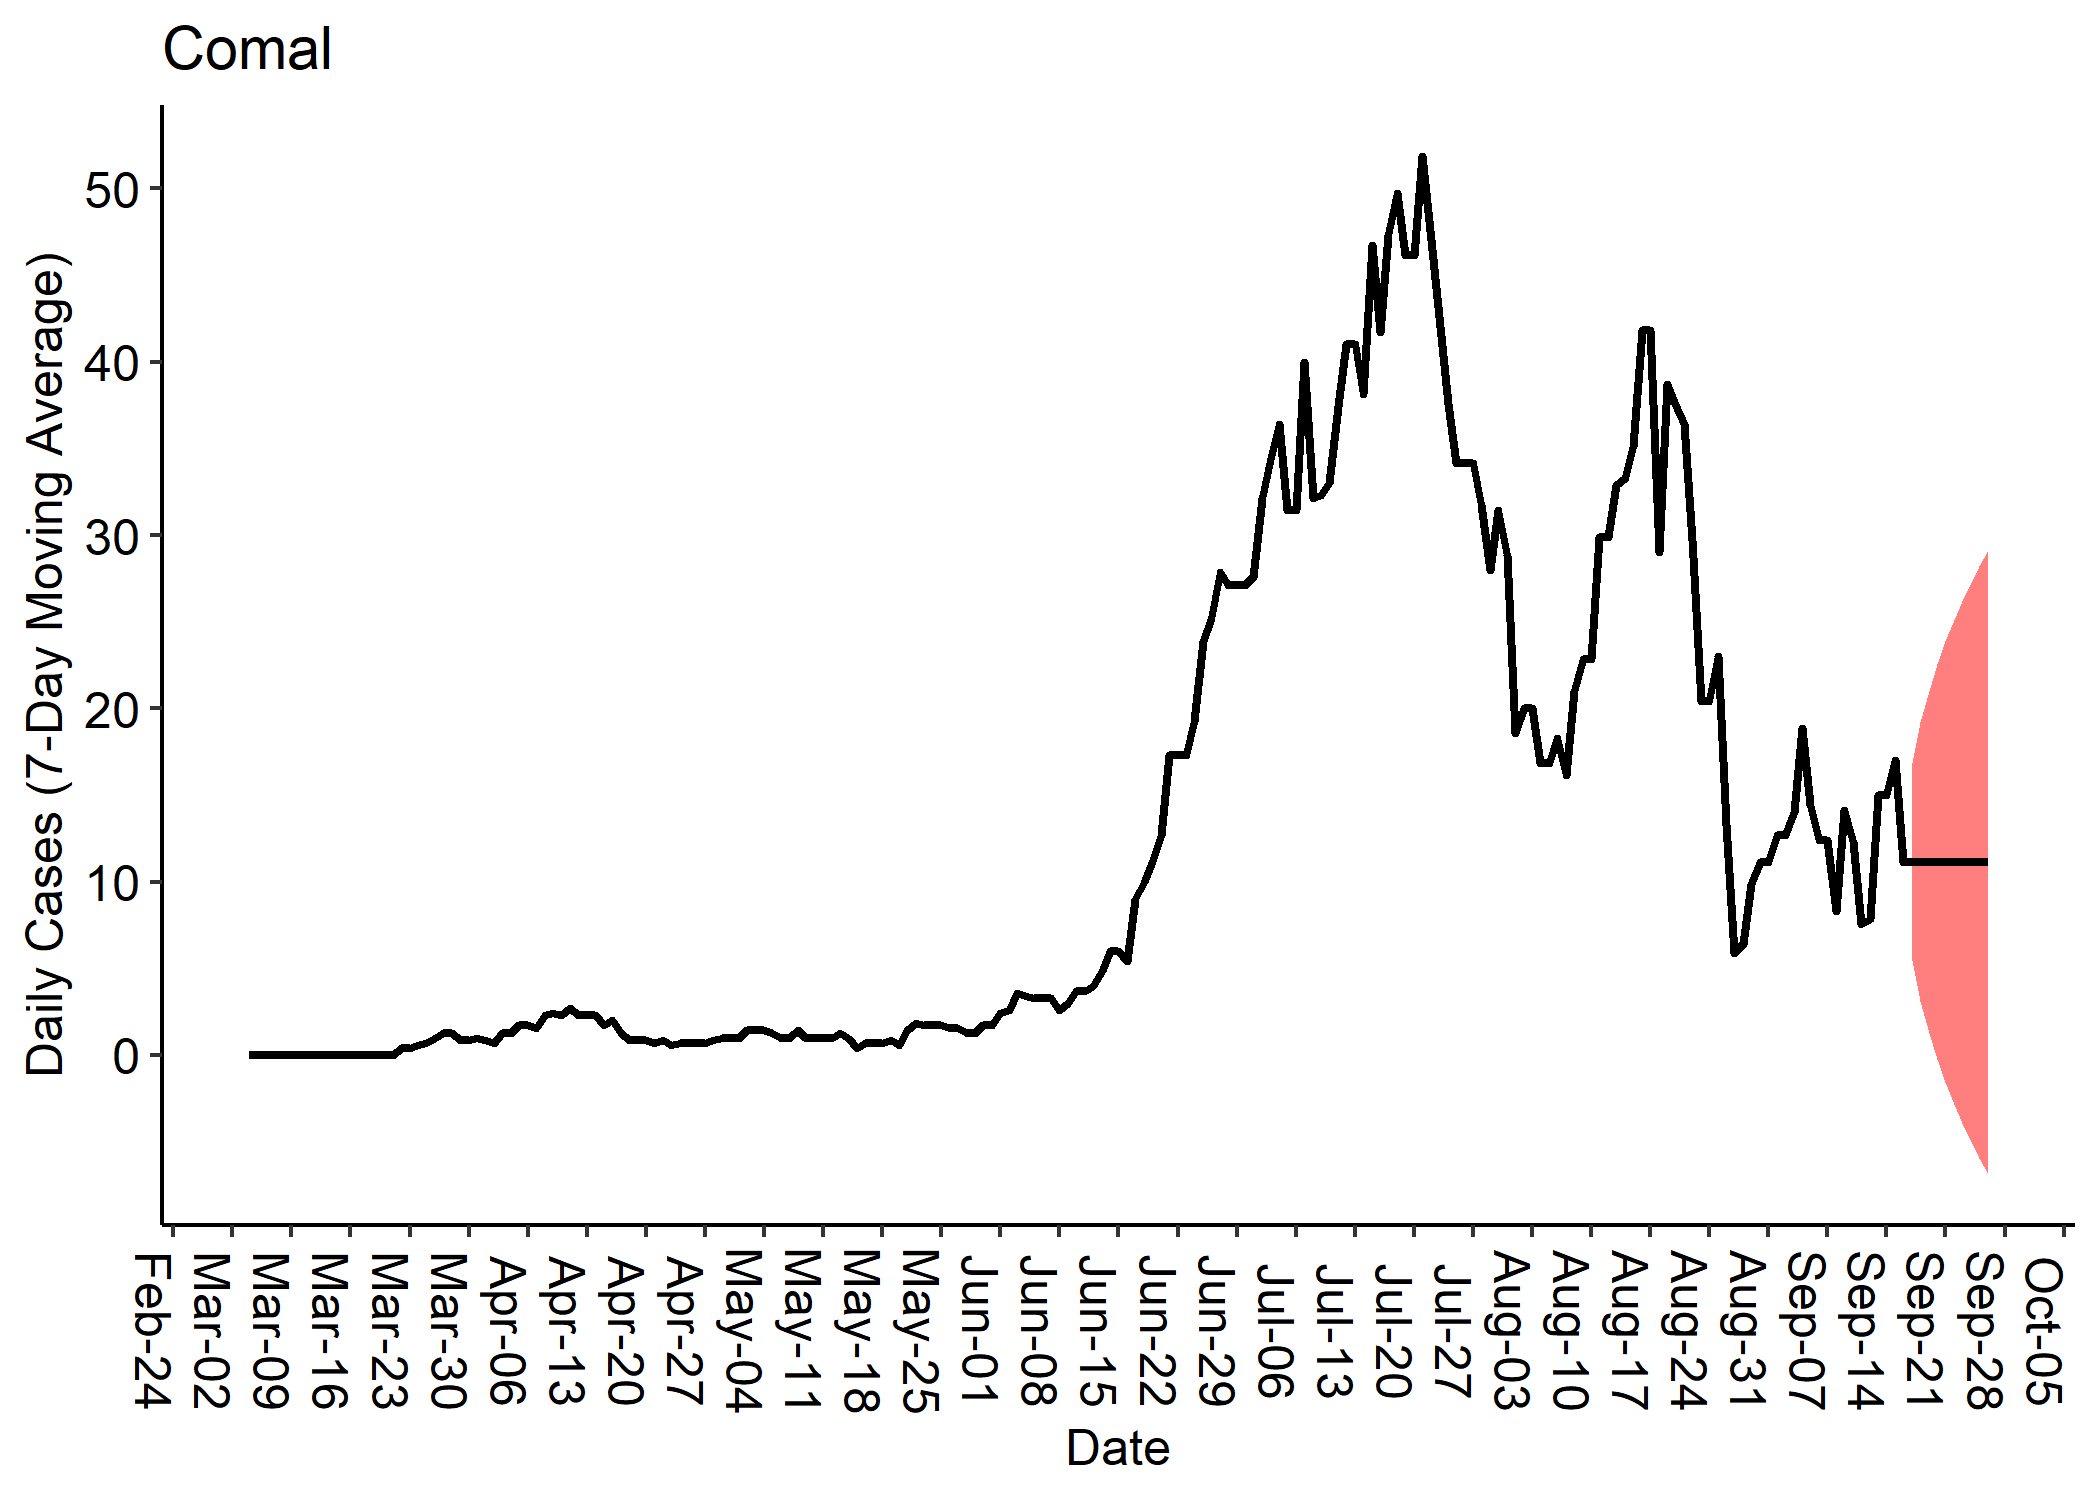 Comal
Daily Cases (7-Day Moving Average)
50
40
30
20
10
0
Feb-24
Mar-02
Mar-09
Mar-16
Mar-23
Mar-30
Apr-06
Apr-13
Apr-20
Apr-27
May-04
May-11
May-18
May-25
Jun-01
Jun-08
Jun-15
Jun-22
Jun-29
Jul-06
Jul-13
Jul-20
Jul-27
Aug-03
Aug-10
Aug-17
Aug-24
Aug-31
Sep-07
Sep-14
Sep-21
Sep-28
Oct-05
Date